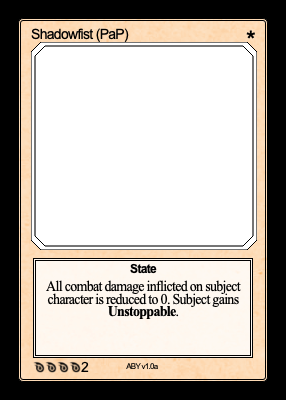 Shadowfist (PaP) *
State
All combat damage inflicted on subject
character is reduced to 0. Subject gains
Unstoppable.
2 ABY v1.0a